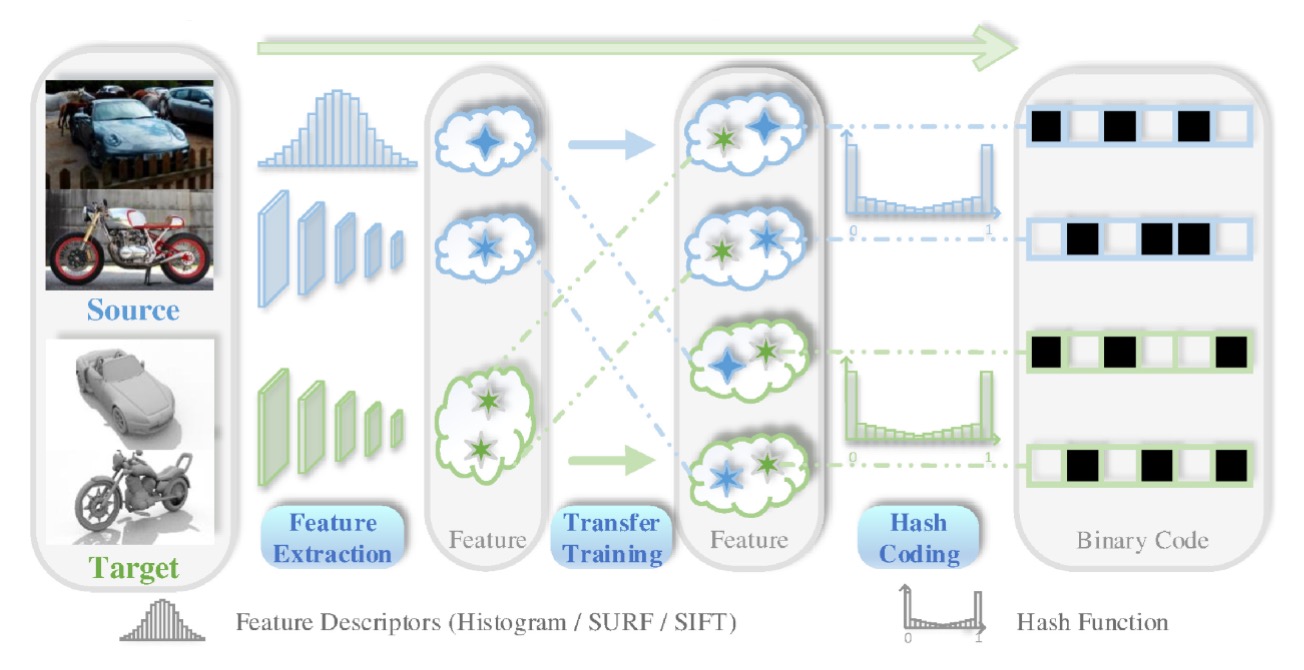 Source
Target
Feature
Extraction
Feature
Transfer
Training
Feature
0
1
0
1
Hash
Coding
Binary Code
Feature Descriptors (Histogram / SURF / SIFT)
0
1
Hash Function